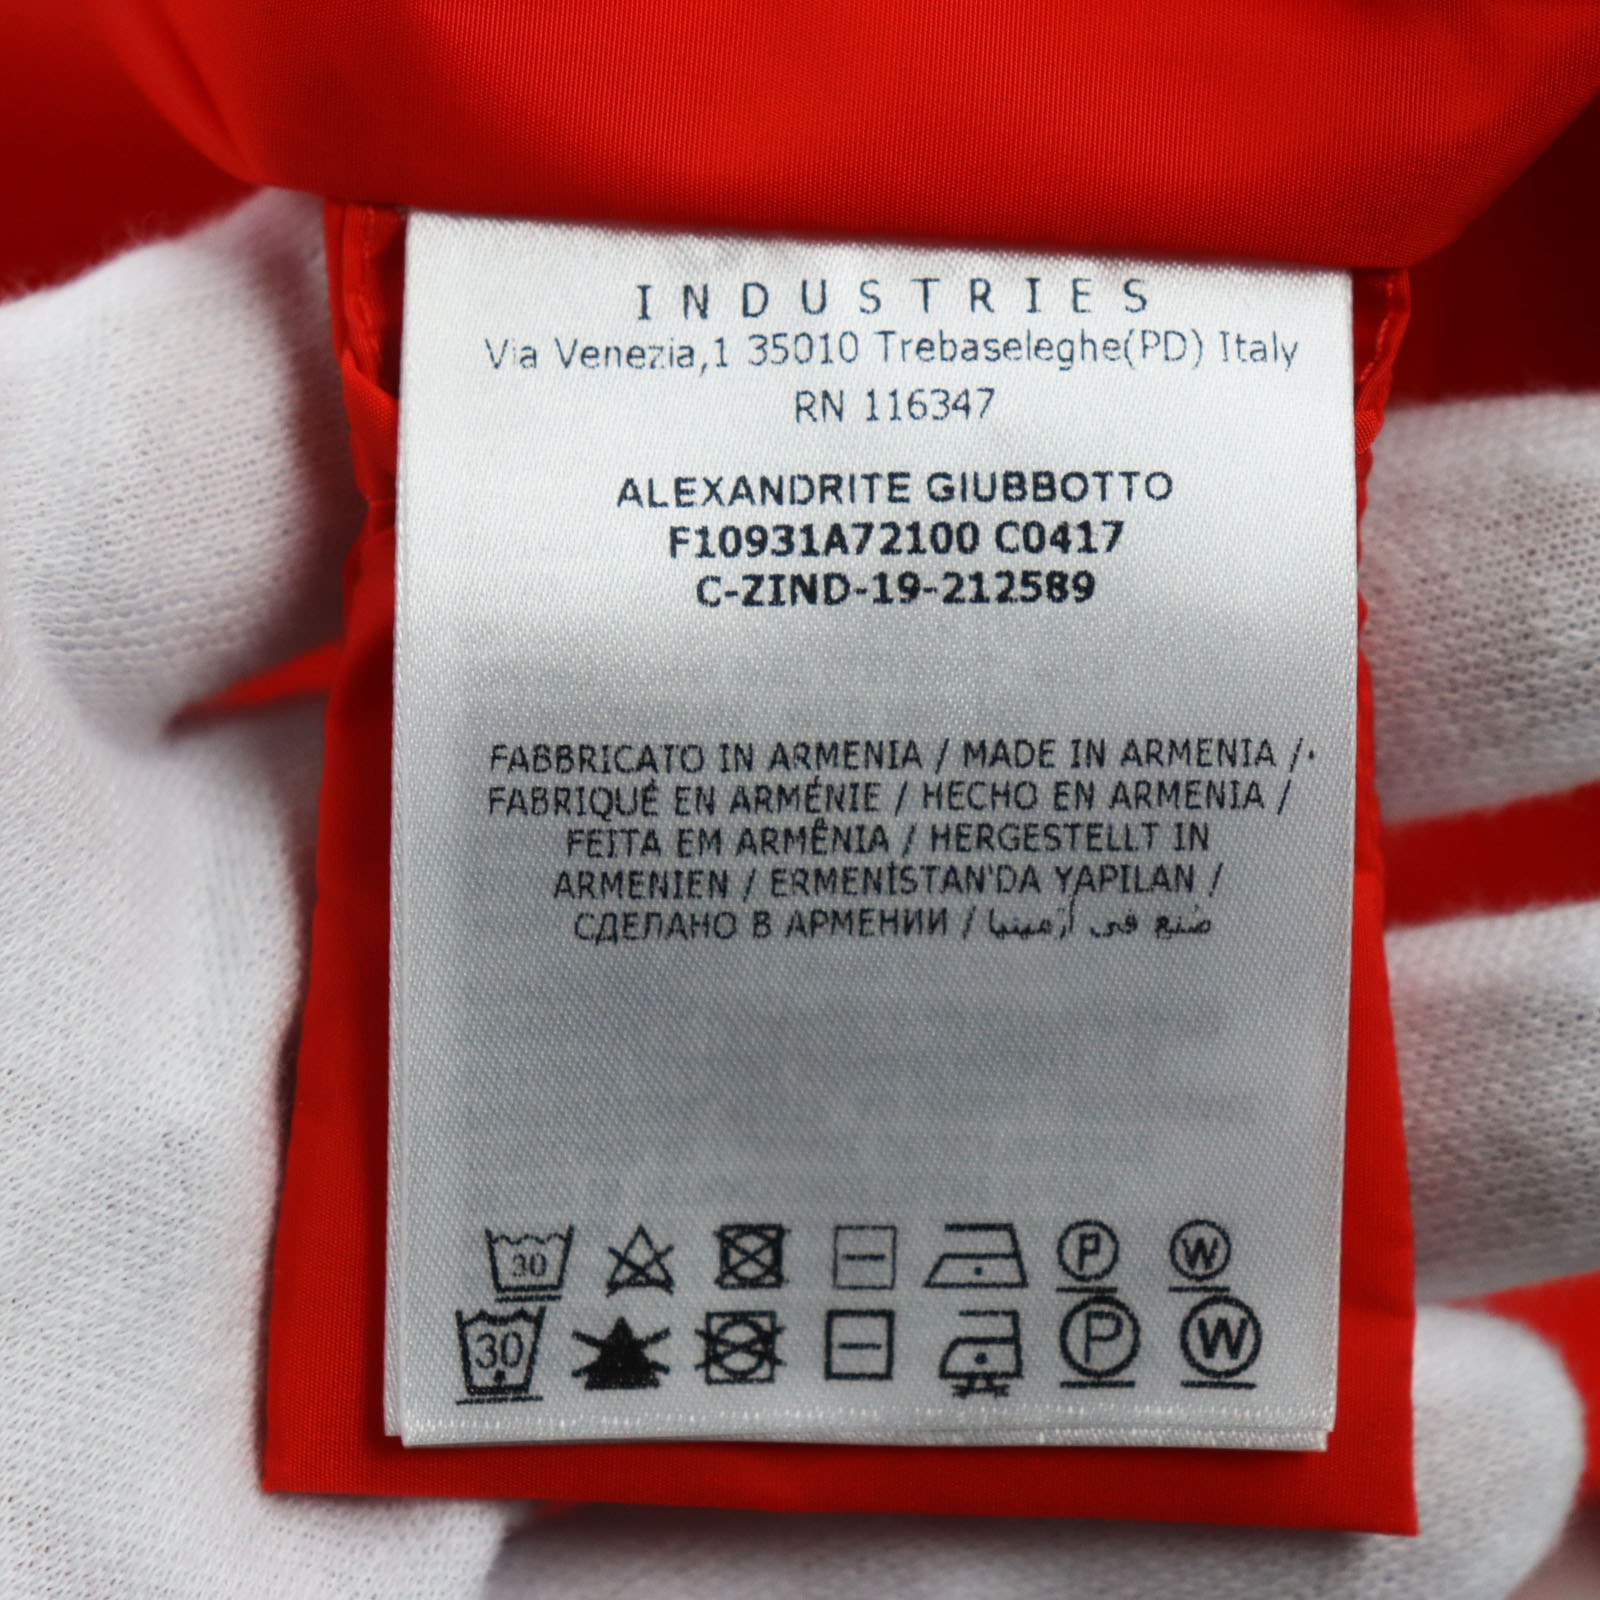 INDUSTRIES
Via Venezia,1 35010 Trebaseleghe(PD) Italy
RN 116347
ALEXANDRITE GIUBBOTTO
F10931A72100 C0417
C-ZIND-19-212589
FABBRICATO IN ARMENIA / MADE IN ARMENIA /
FABRIQUÉ EN ARMÉNIE / HECHO EN ARMENIA /
FEITA EM ARMÊNIA / HERGESTELLT IN
ARMENIEN / ERMENİSTAN'DA YAPILAN /
СДЕЛАНО В АРМЕНИИ / صُنع في أرمينيا
30 P W
30 P W